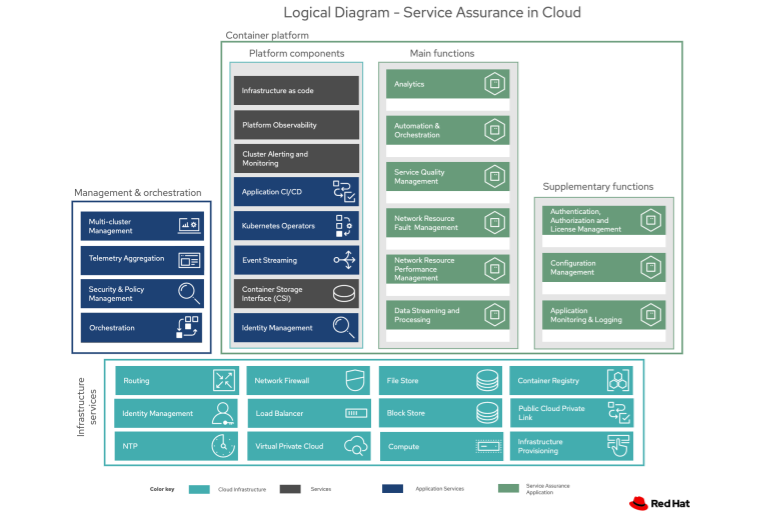 Logical Diagram - Service Assurance in Cloud
Container platform
Platform components
Main functions
Infrastructure as code
Platform Observability
Cluster Alerting and
Monitoring
Application CI/CD
Kubernetes Operators
Event Streaming
Container Storage
Interface (CSI)
Identity Management
Analytics
Automation &
Orchestration
Service Quality
Management
Network Resource
Fault Management
Network Resource
Performance
Management
Data Streaming and
Processing
Supplementary functions
Authentication,
Authorization and
License Management
Configuration
Management
Application
Monitoring & Logging
Management & orchestration
Multi-cluster
Management
Telemetry Aggregation
Security & Policy
Management
Orchestration
Infrastructure
services
Routing
Network Firewall
File Store
Container Registry
Identity Management
Load Balancer
Block Store
Public Cloud Private
Link
NTP
Virtual Private Cloud
Compute
Infrastructure
Provisioning
Color key
Cloud Infrastructure
Services
Application Services
Service Assurance
Application
Red Hat